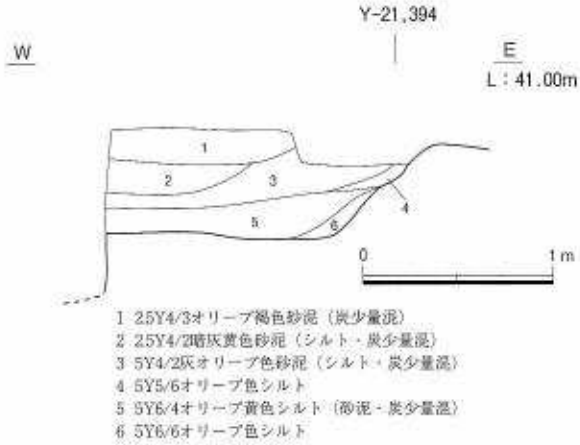 Y-21,394
W
E
L：41.00m
1
2
3
4
5
6
0
1 m
1 2.5Y4/3オリーブ褐色砂泥（炭少量混）
2 2.5Y4/2暗灰黄色砂泥（シルト・炭少量混）
3 5Y4/2灰オリーブ色砂泥（シルト・炭少量混）
4 5Y5/6オリーブ色シルト
5 5Y6/4オリーブ黄色シルト（砂泥・炭少量混）
6 5Y6/6オリーブ色シルト